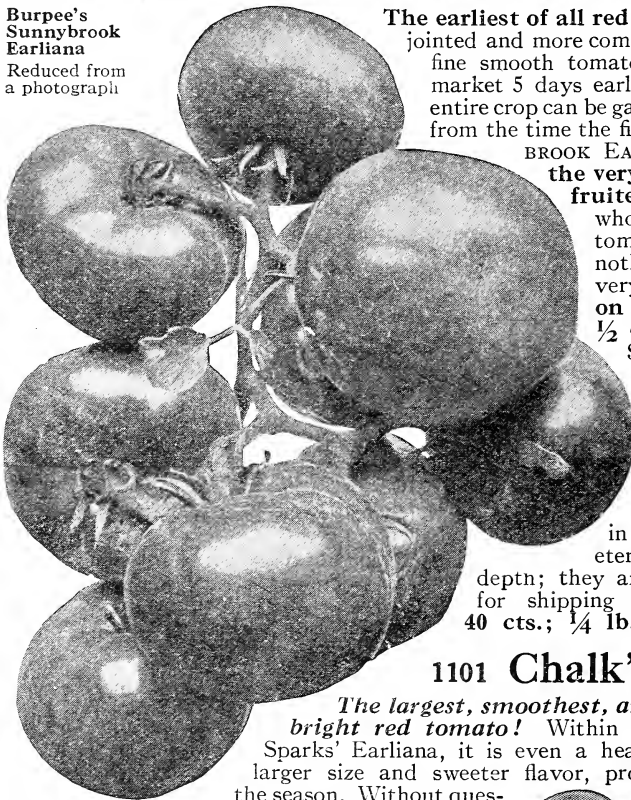 Burpee's
Sunnybrook
Earliana
Reduced from
a photograph
The earliest of all red
jointed and more com
fine smooth tomato
market 5 days earl
entire crop can be ga
from the time the fi
BROOK EA
the very
fruite
who
tom
not
very
on
½
in
eter
depth; they a
for shipping
40 cts.; ¼ lb.
1101 Chalk'
The largest, smoothest, a
bright red tomato! Within
Sparks' Earliana, it is even a hea
larger size and sweeter flavor, pro
the season. Without ques-